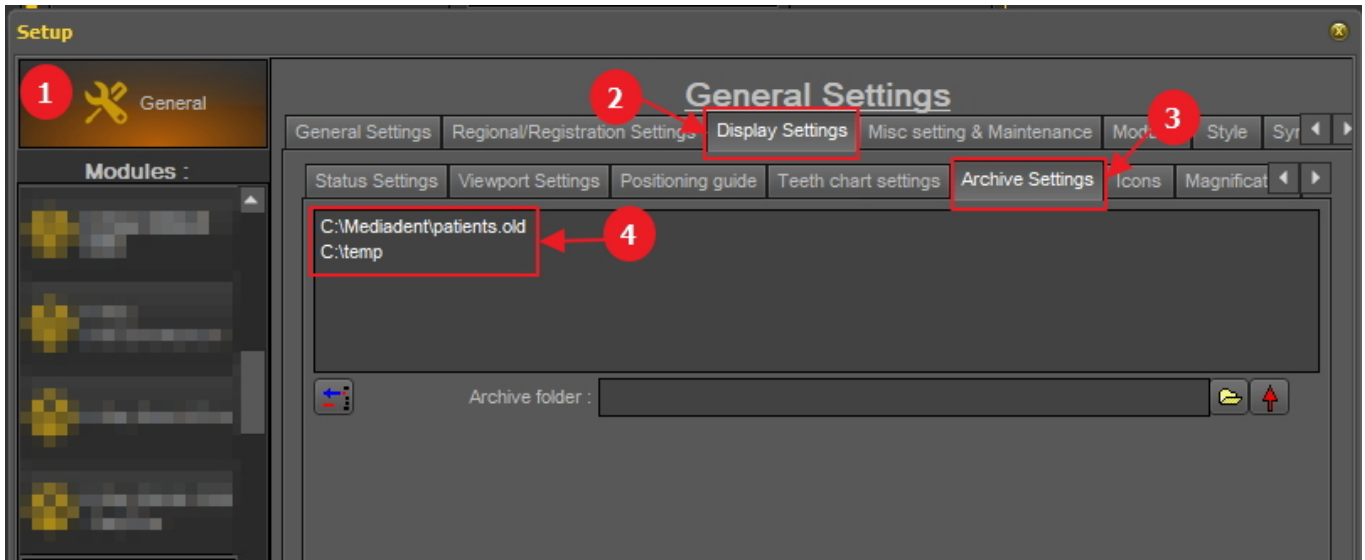 Setup
1
General
General Settings
2
3
General Settings
Regional/Registration Settings
Display Settings
Misc setting & Maintenance
Style
Modules :
Status Settings
Viewport Settings
Positioning guide
Teeth chart settings
Archive Settings
Icons
C:\Mediadent\patients.old
C:\temp
4
Archive folder :